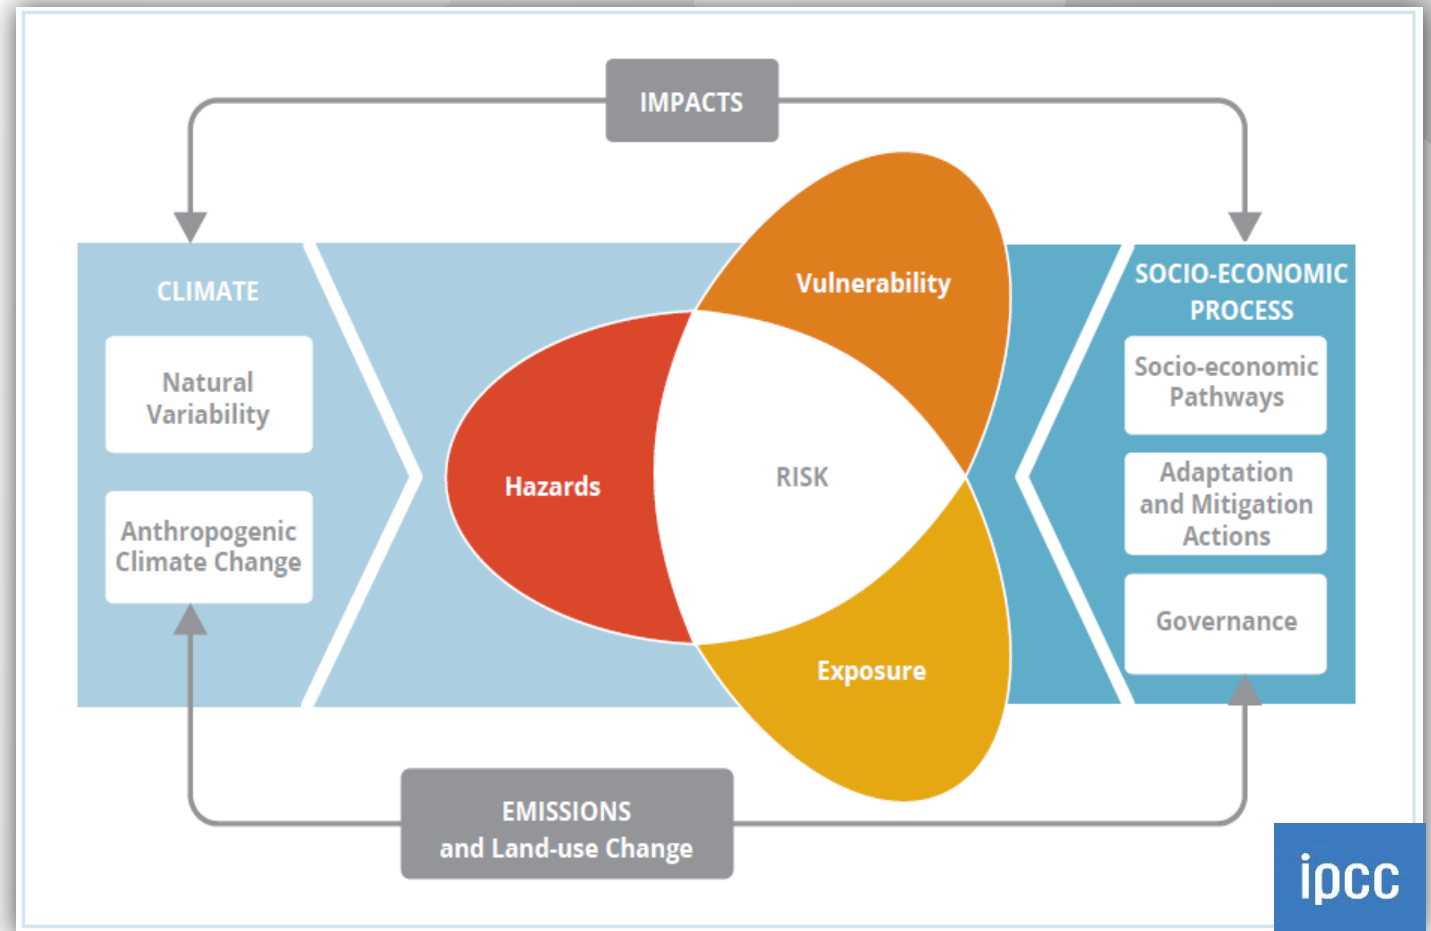 IMPACTS
CLIMATE
Natural
Variability
Anthropogenic
Climate Change
Vulnerability
Hazards
RISK
Exposure
SOCIO-ECONOMIC
PROCESS
Socio-economic
Pathways
Adaptation
and Mitigation
Actions
Governance
EMISSIONS
and Land-use Change
ipcc